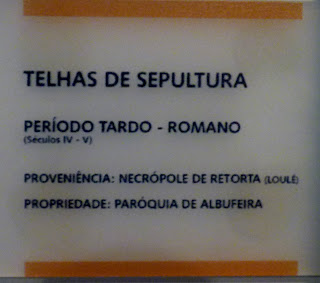 TELHAS DE SEPULTURA
PERÍODO TARDO - ROMANO
(Séculos IV - V)
PROVENIÊNCIA: NECRÓPOLE DE RETORTA (LOULÉ)
PROPRIEDADE: PARÓQUIA DE ALBUFEIRA